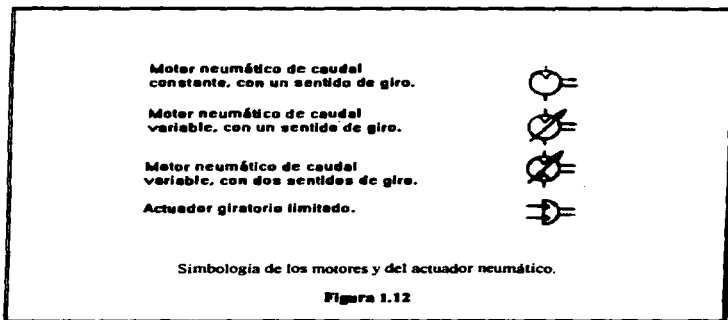 Motor neumático de caudal
constante, con un sentido de giro.
Motor neumático de caudal
variable, con un sentido de giro.
Motor neumático de caudal
variable, con dos sentidos de giro.
Actuador giratorio limitado.
Simbología de los motores y del actuador neumático.
Figura 1.12